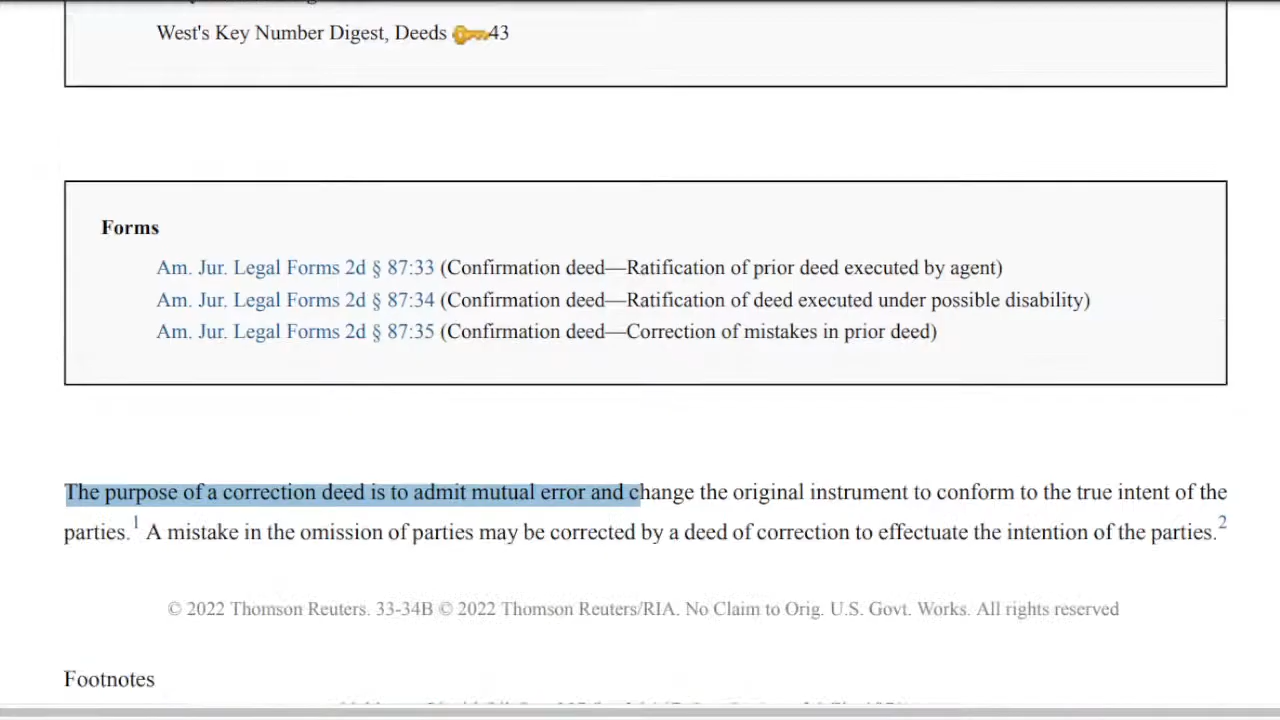 West's Key Number Digest, Deeds 43
Forms
Am. Jur. Legal Forms 2d § 87:33 (Confirmation deed—Ratification of prior deed executed by agent)
Am. Jur. Legal Forms 2d § 87:34 (Confirmation deed—Ratification of deed executed under possible disability)
Am. Jur. Legal Forms 2d § 87:35 (Confirmation deed—Correction of mistakes in prior deed)
The purpose of a correction deed is to admit mutual error and change the original instrument to conform to the true intent of the
parties.1 A mistake in the omission of parties may be corrected by a deed of correction to effectuate the intention of the parties.2
© 2022 Thomson Reuters. 33-34B © 2022 Thomson Reuters/RIA. No Claim to Orig. U.S. Govt. Works. All rights reserved
Footnotes